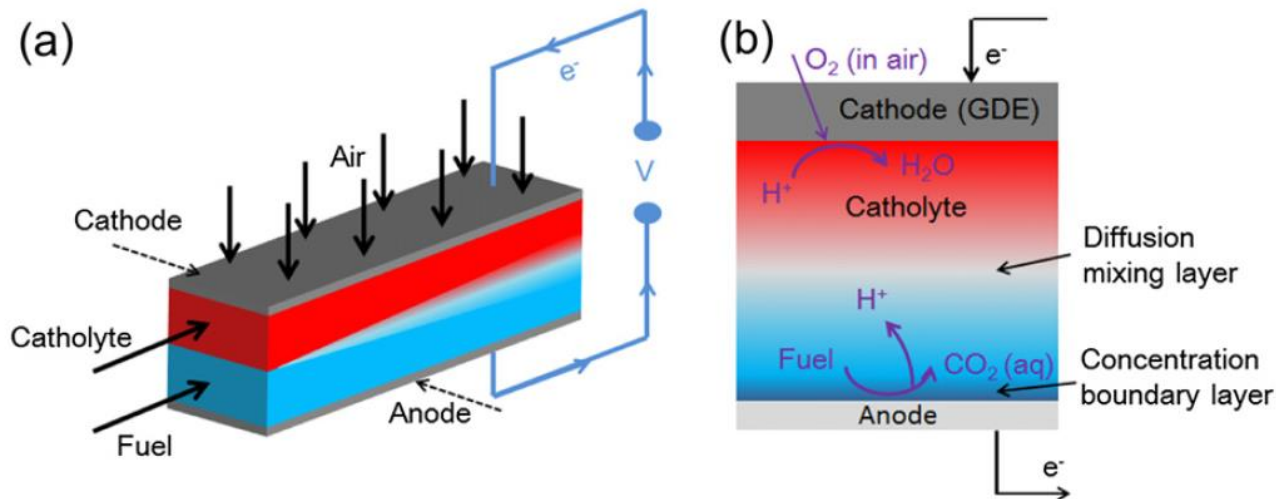 (a)
e⁻
Air
V
Cathode
Catholyte
Fuel
Anode
(b)
e⁻
O₂ (in air)
Cathode (GDE)
H₂O
H⁺
Catholyte
Diffusion
mixing layer
H⁺
Fuel
CO₂ (aq)
Concentration
boundary layer
Anode
e⁻